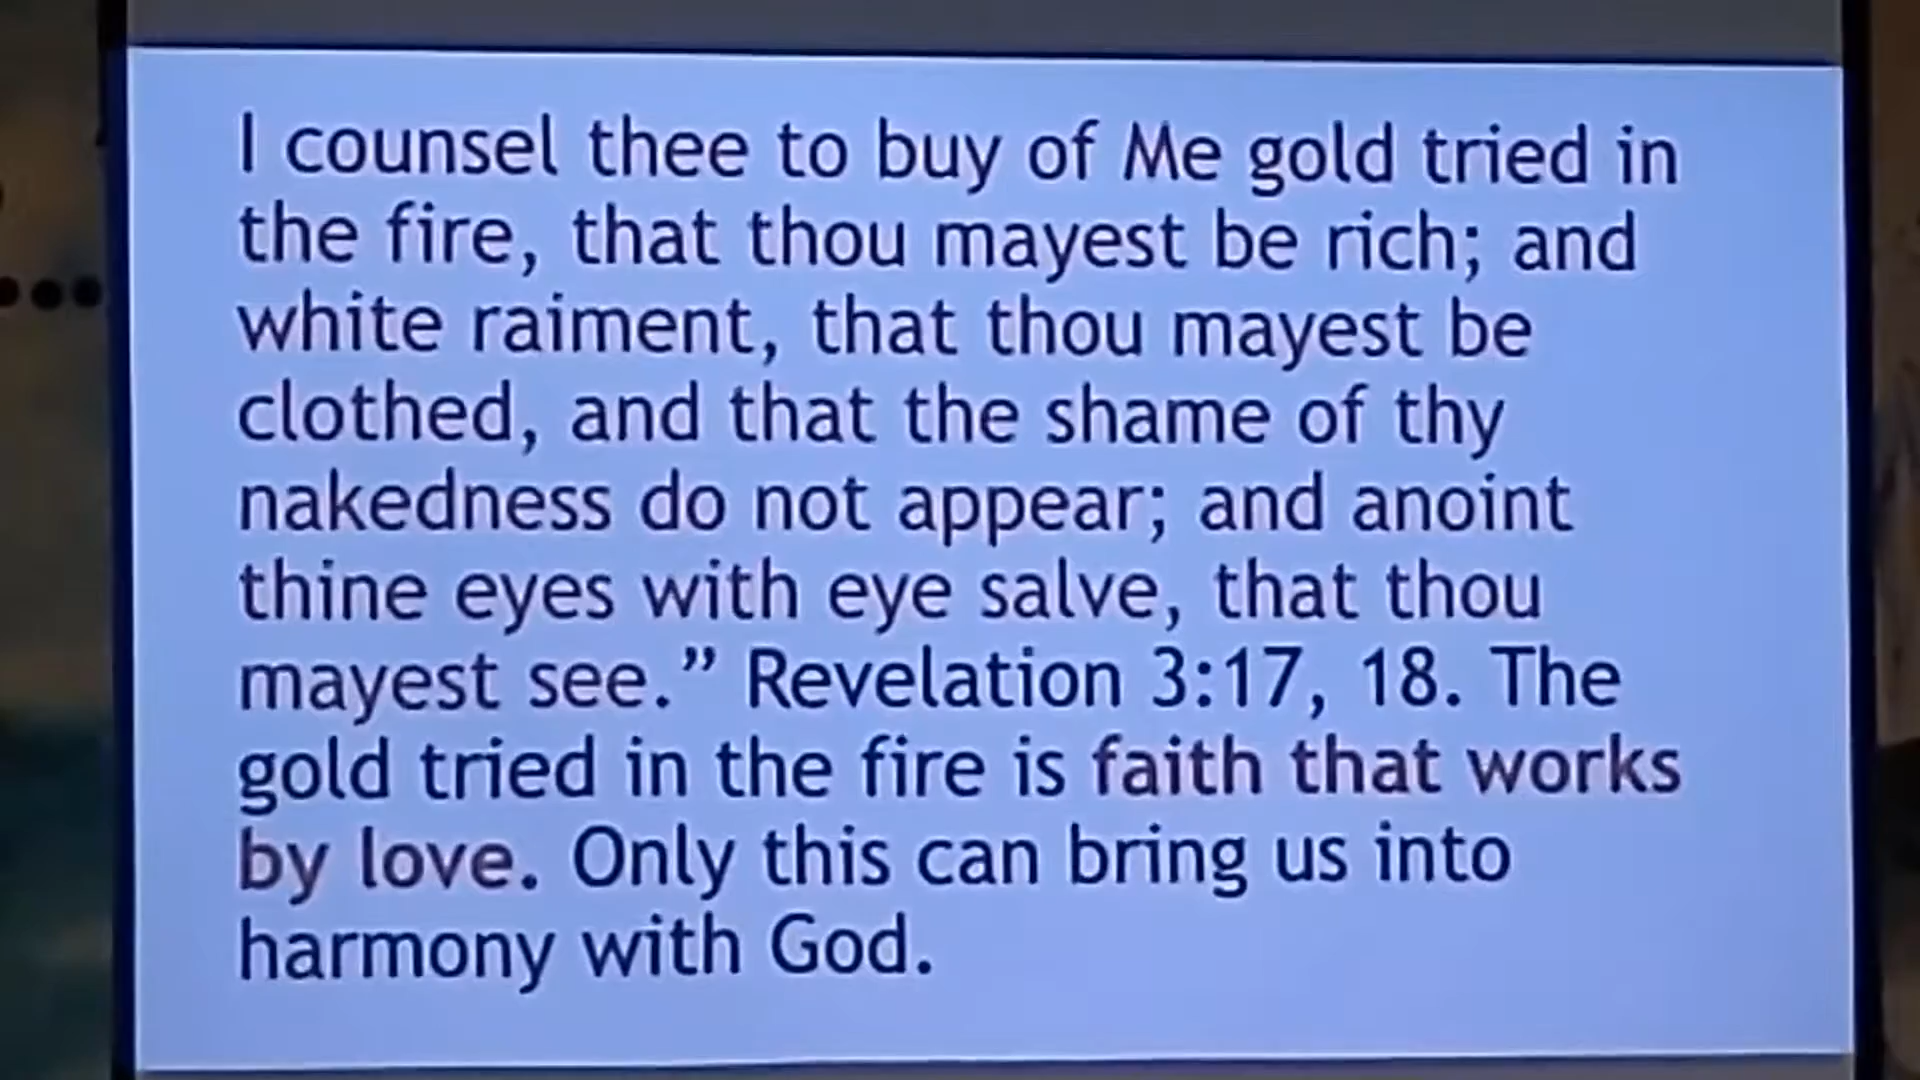 I counsel thee to buy of Me gold tried in
the fire, that thou mayest be rich; and
white raiment, that thou mayest be
clothed, and that the shame of thy
nakedness do not appear; and anoint
thine eyes with eye salve, that thou
mayest see.” Revelation 3:17, 18. The
gold tried in the fire is faith that works
by love. Only this can bring us into
harmony with God.